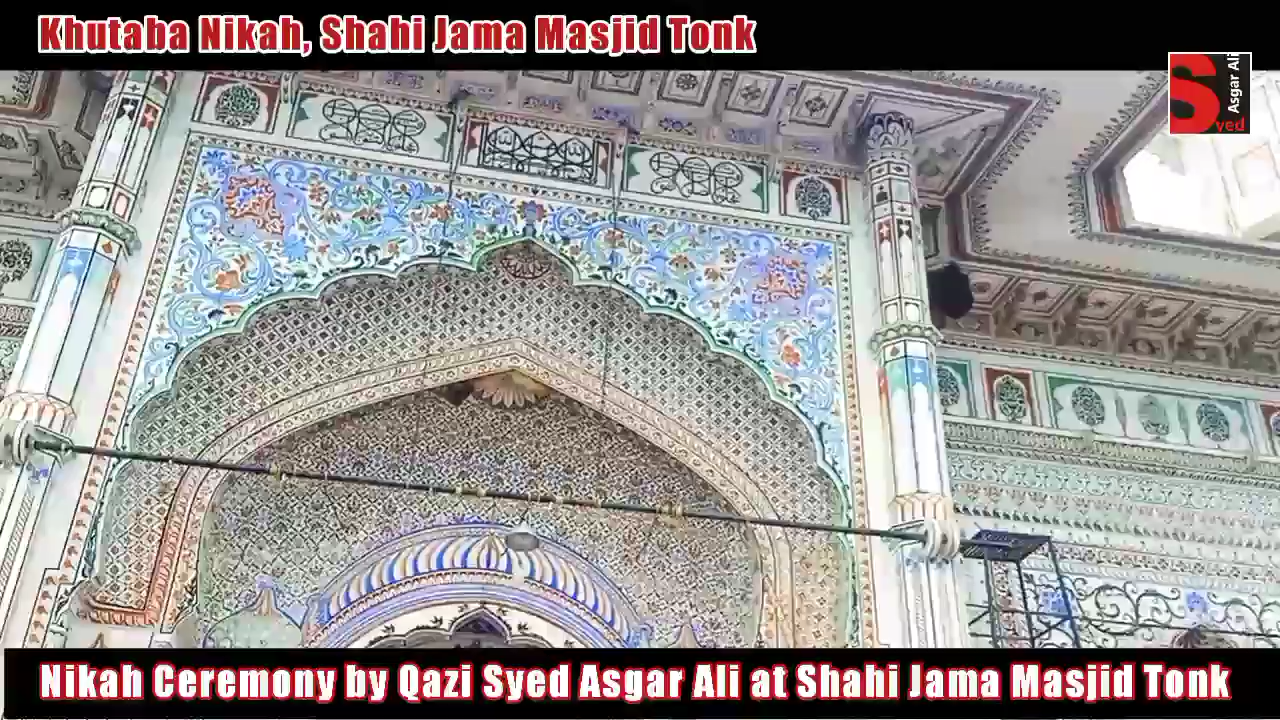 Khutaba Nikah, Shahi Jama Masjid Tonk
Syed
Asgar Ali
Nikah Ceremony by Qazi Syed Asgar Ali at Shahi Jama Masjid Tonk